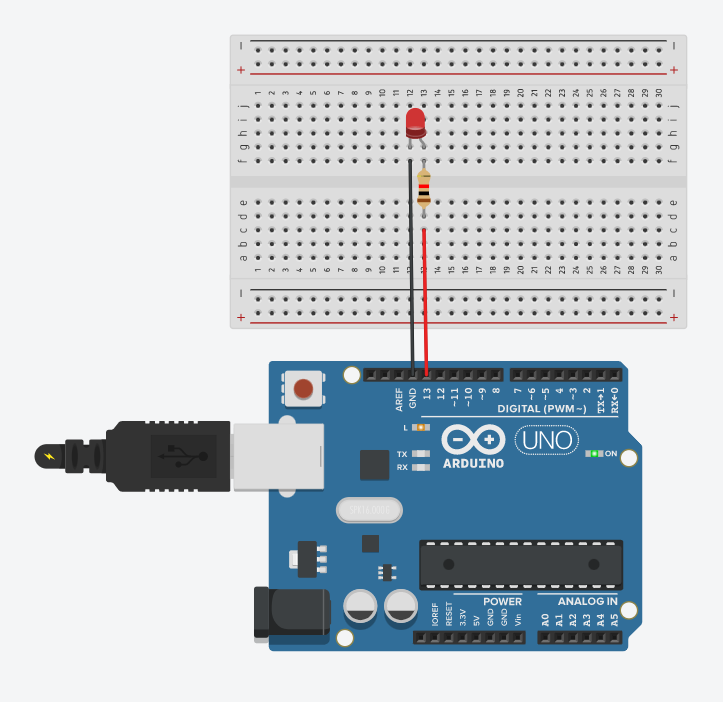 − −
+ +
1 2 3 4 5 6 7 8 9 10 11 12 13 14 15 16 17 18 19 20 21 22 23 24 25 26 27 28 29 30
j j
i i
h h
g g
f f
e e
d d
c c
b b
a a
1 2 3 4 5 6 7 8 9 10 11 12 13 14 15 16 17 18 19 20 21 22 23 24 25 26 27 28 29 30
− −
+ +
AREF GND 13 12 ~11 ~10 ~9 8 7 ~6 ~5 4 ~3 2 TX→1 RX←0
DIGITAL (PWM~)
L
UNO
TX
RX
ARDUINO
ON
POWER ANALOG IN
IOREF RESET 3.3V 5V GND GND Vin A0 A1 A2 A3 A4 A5